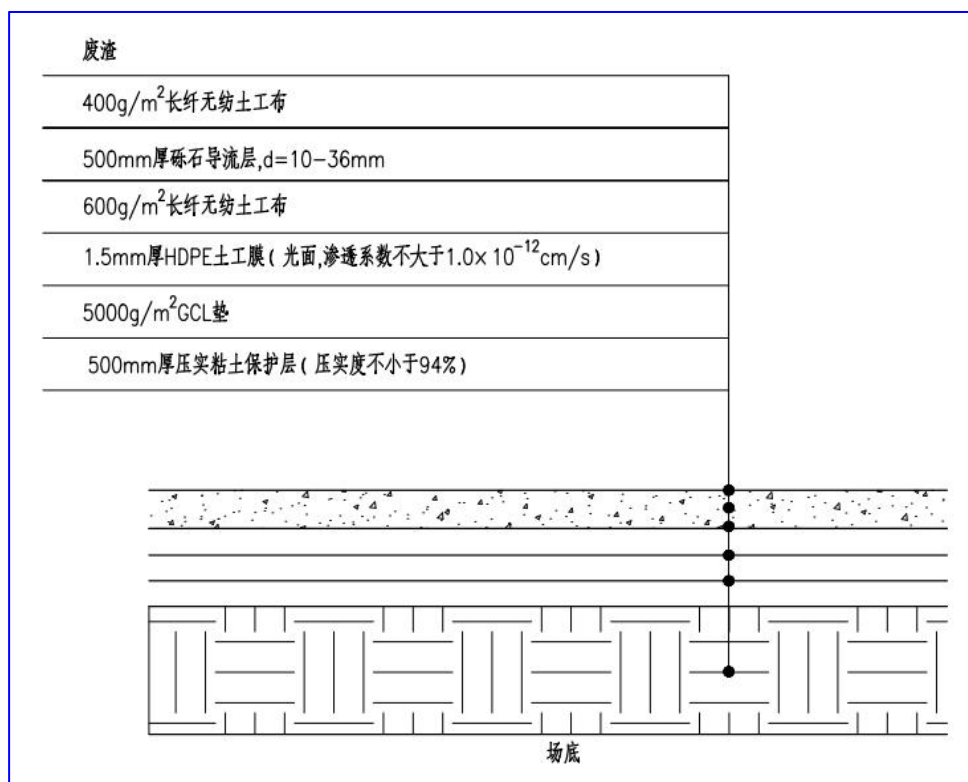 废渣
400g/m²长纤无纺土工布
500mm厚砾石导流层,d=10-36mm
600g/m²长纤无纺土工布
1.5mm厚HDPE土工膜(光面,渗透系数不大于1.0×10⁻¹²cm/s)
5000g/m²GCL垫
500mm厚压实粘土保护层(压实度不小于94%)
场底